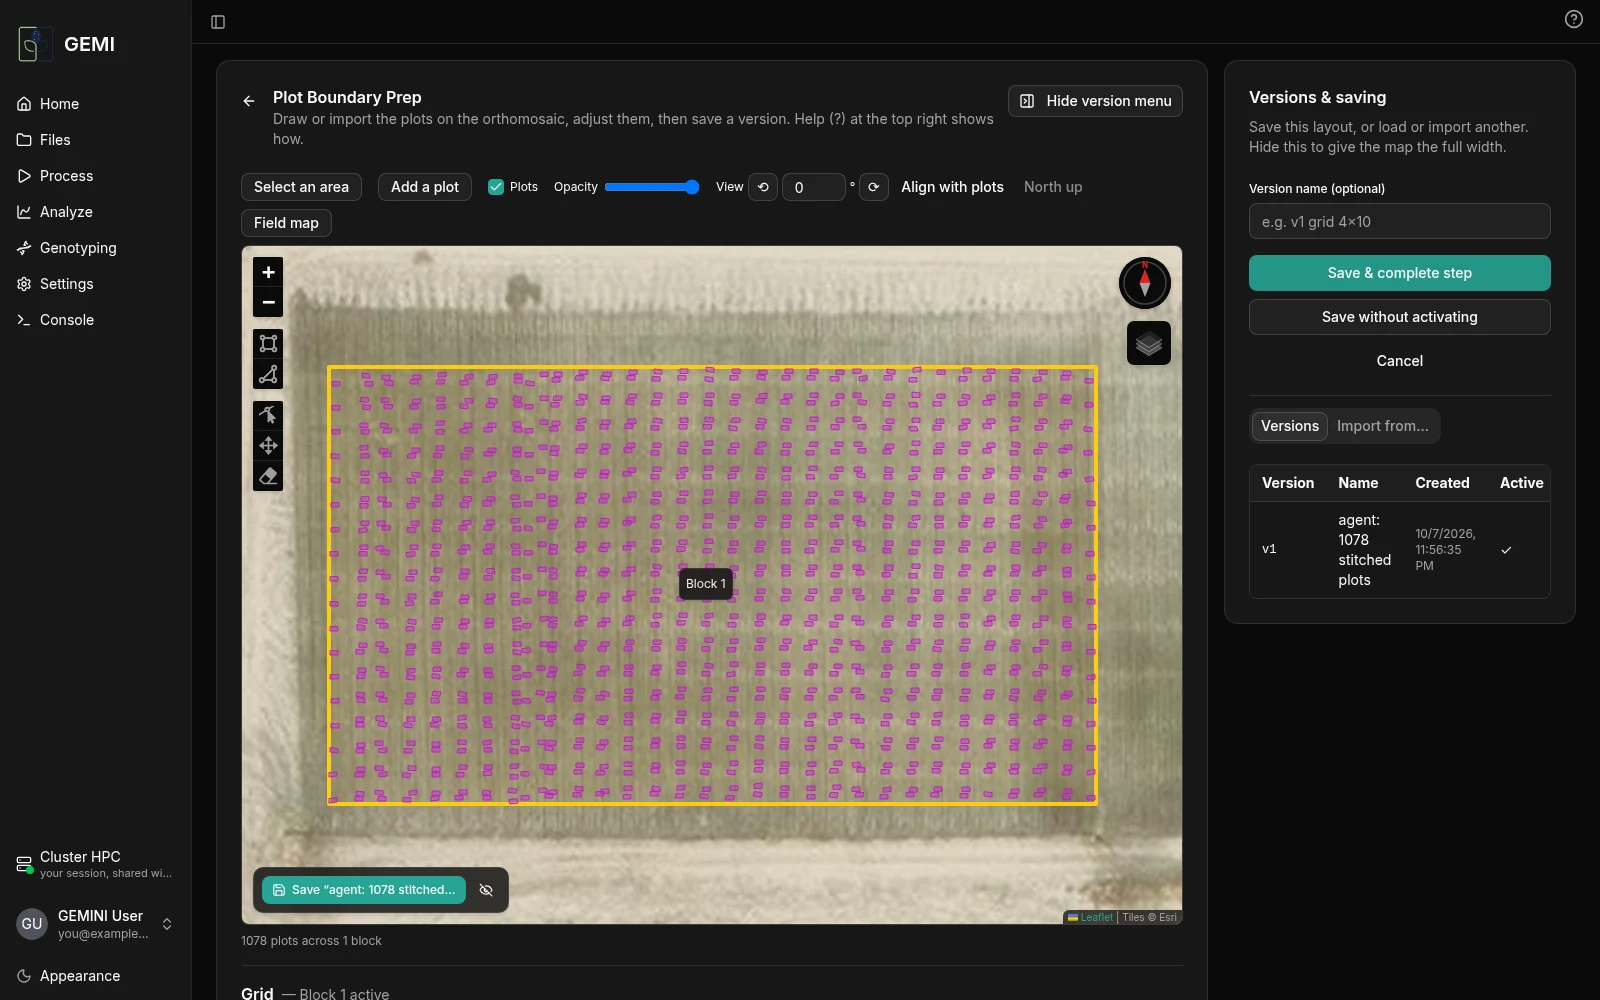 GEMI
Home
Files
Process
Analyze
Genotyping
Settings
Console
Cluster HPC
your session, shared wi...
GU
GEMINI User
you@example...
Appearance
Plot Boundary Prep
Draw or import the plots on the orthomosaic, adjust them, then save a version. Help (?) at the top right shows
how.
Hide version menu
Select an area
Add a plot
Plots
Opacity
View
0
°
Align with plots
North up
Field map
+
−
N
Block 1
Save “agent: 1078 stitched...
Leaflet | Tiles © Esri
1078 plots across 1 block
Grid — Block 1 active
Versions & saving
Save this layout, or load or import another.
Hide this to give the map the full width.
Version name (optional)
e.g. v1 grid 4×10
Save & complete step
Save without activating
Cancel
Versions
Import from...
Version Name Created Active
v1
agent:
1078
stitched
plots
10/7/2026,
11:56:35
PM
✓